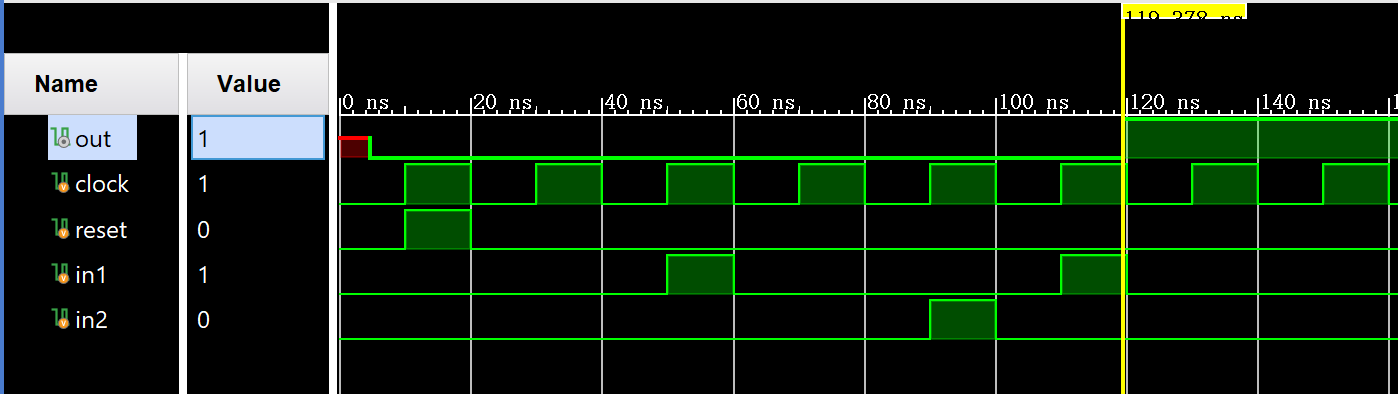 119.278 ns
Name Value
0 ns 20 ns 40 ns 60 ns 80 ns 100 ns 120 ns 140 ns
out 1
clock 1
reset 0
in1 1
in2 0